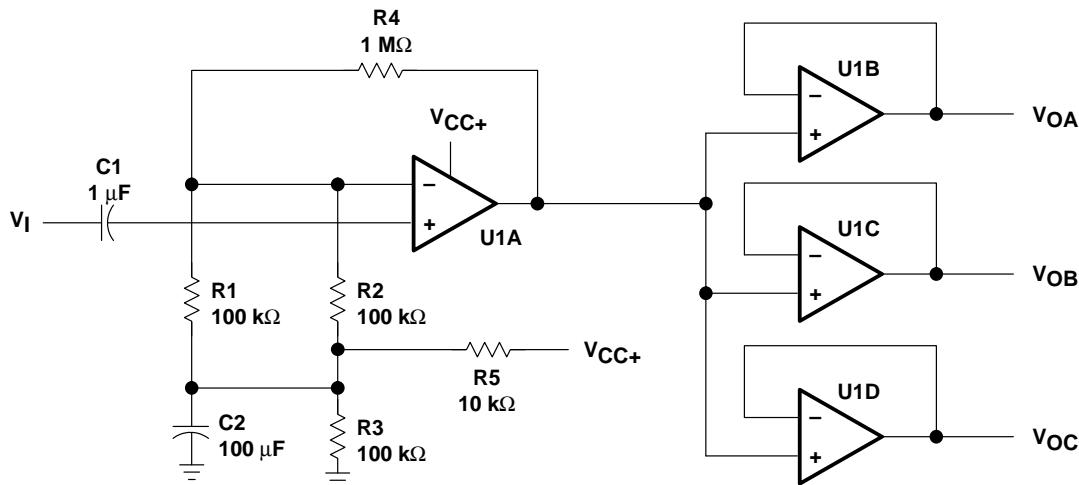 R4
1 MΩ
VCC+
C1
1 μF
VI
−
+
U1A
R1
100 kΩ
R2
100 kΩ
VCC+
R5
10 kΩ
C2
100 μF
R3
100 kΩ
U1B
−
+
VOA
U1C
−
+
VOB
U1D
−
+
VOC